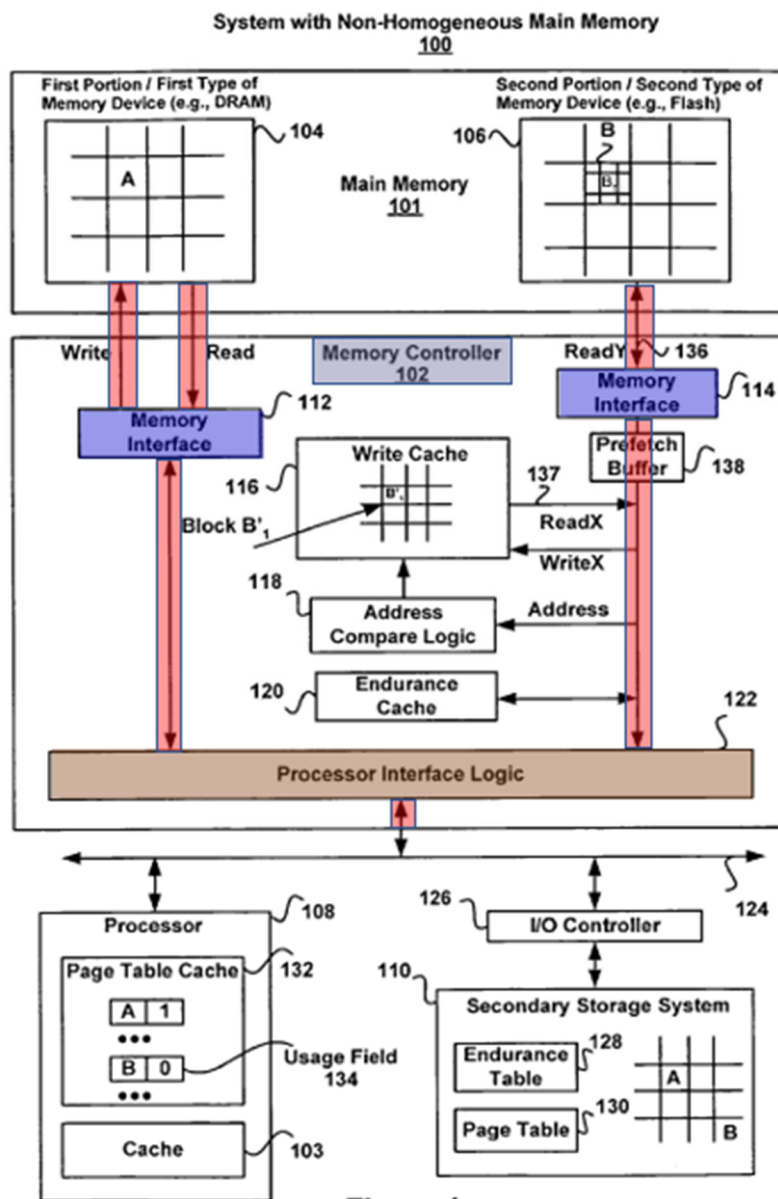 System with Non-Homogeneous Main Memory
100
First Portion / First Type of
Memory Device (e.g., DRAM)
104
A
Main Memory
101
Second Portion / Second Type of
Memory Device (e.g., Flash)
106
B
Write
Read
Memory Controller
102
ReadY
136
Memory
Interface
112
Memory
Interface
114
Prefetch
Buffer
138
Write Cache
116
B'₁
Block B'₁
137
ReadX
WriteX
118
Address
Compare Logic
Address
120
Endurance
Cache
122
Processor Interface Logic
124
Processor
108
Page Table Cache
132
A 1
•••
B 0
•••
Usage Field
134
Cache
103
126
I/O Controller
110
Secondary Storage System
Endurance
Table
128
Page Table
130
A
B